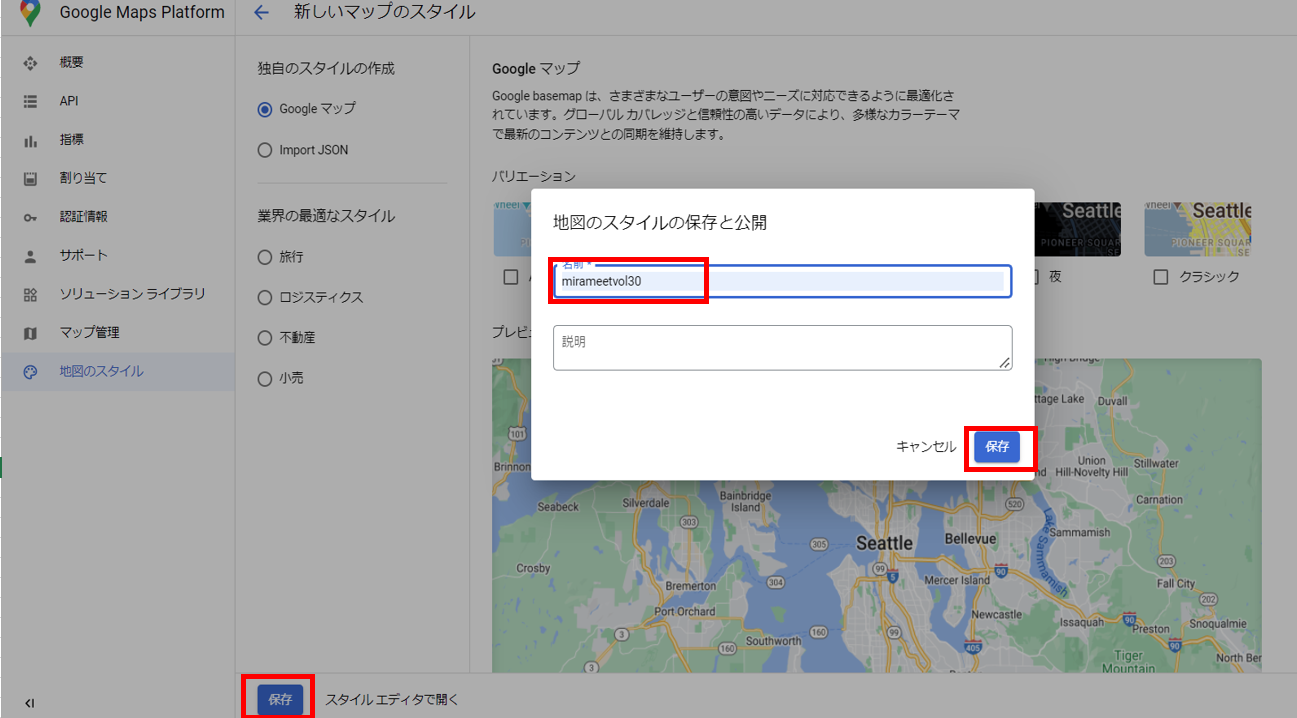 Google Maps Platform
新しいマップのスタイル
概要
API
指標
割り当て
認証情報
サポート
ソリューション ライブラリ
マップ管理
地図のスタイル
独自のスタイルの作成
Google マップ
Import JSON
業界の最適なスタイル
旅行
ロジスティクス
不動産
小売
Google マップ
Google basemap は、さまざまなユーザーの意図やニーズに対応できるように最適化さ
れています。グローバル カバレッジと信頼性の高いデータにより、多様なカラーテーマ
で最新のコンテンツとの同期を維持します。
バリエーション
Seattle
PIONEER SQUAR
夜
Seattle
PIONEER SQUAR
クラシック
地図のスタイルの保存と公開
名前 *
mirameetvol30
説明
キャンセル
保存
プレビ
Duvall
101
Brinnon
Union
Hill-Novelty Hill
Stillwater
Carnation
Seabeck
Silverdale
Bainbridge
Island
303
305
520
Seattle
Bellevue
Lake Sammamish
Sammamish
203
Crosby
Bremerton
304
99
5
Mercer Island
90
Fall City
202
Port Orchard
Newcastle
Issaquah
90
Preston
Snoqualmie
3
160
Southworth
160
99
405
90
3
Tiger
Mountain
North Ber
保存
スタイル エディタで開く